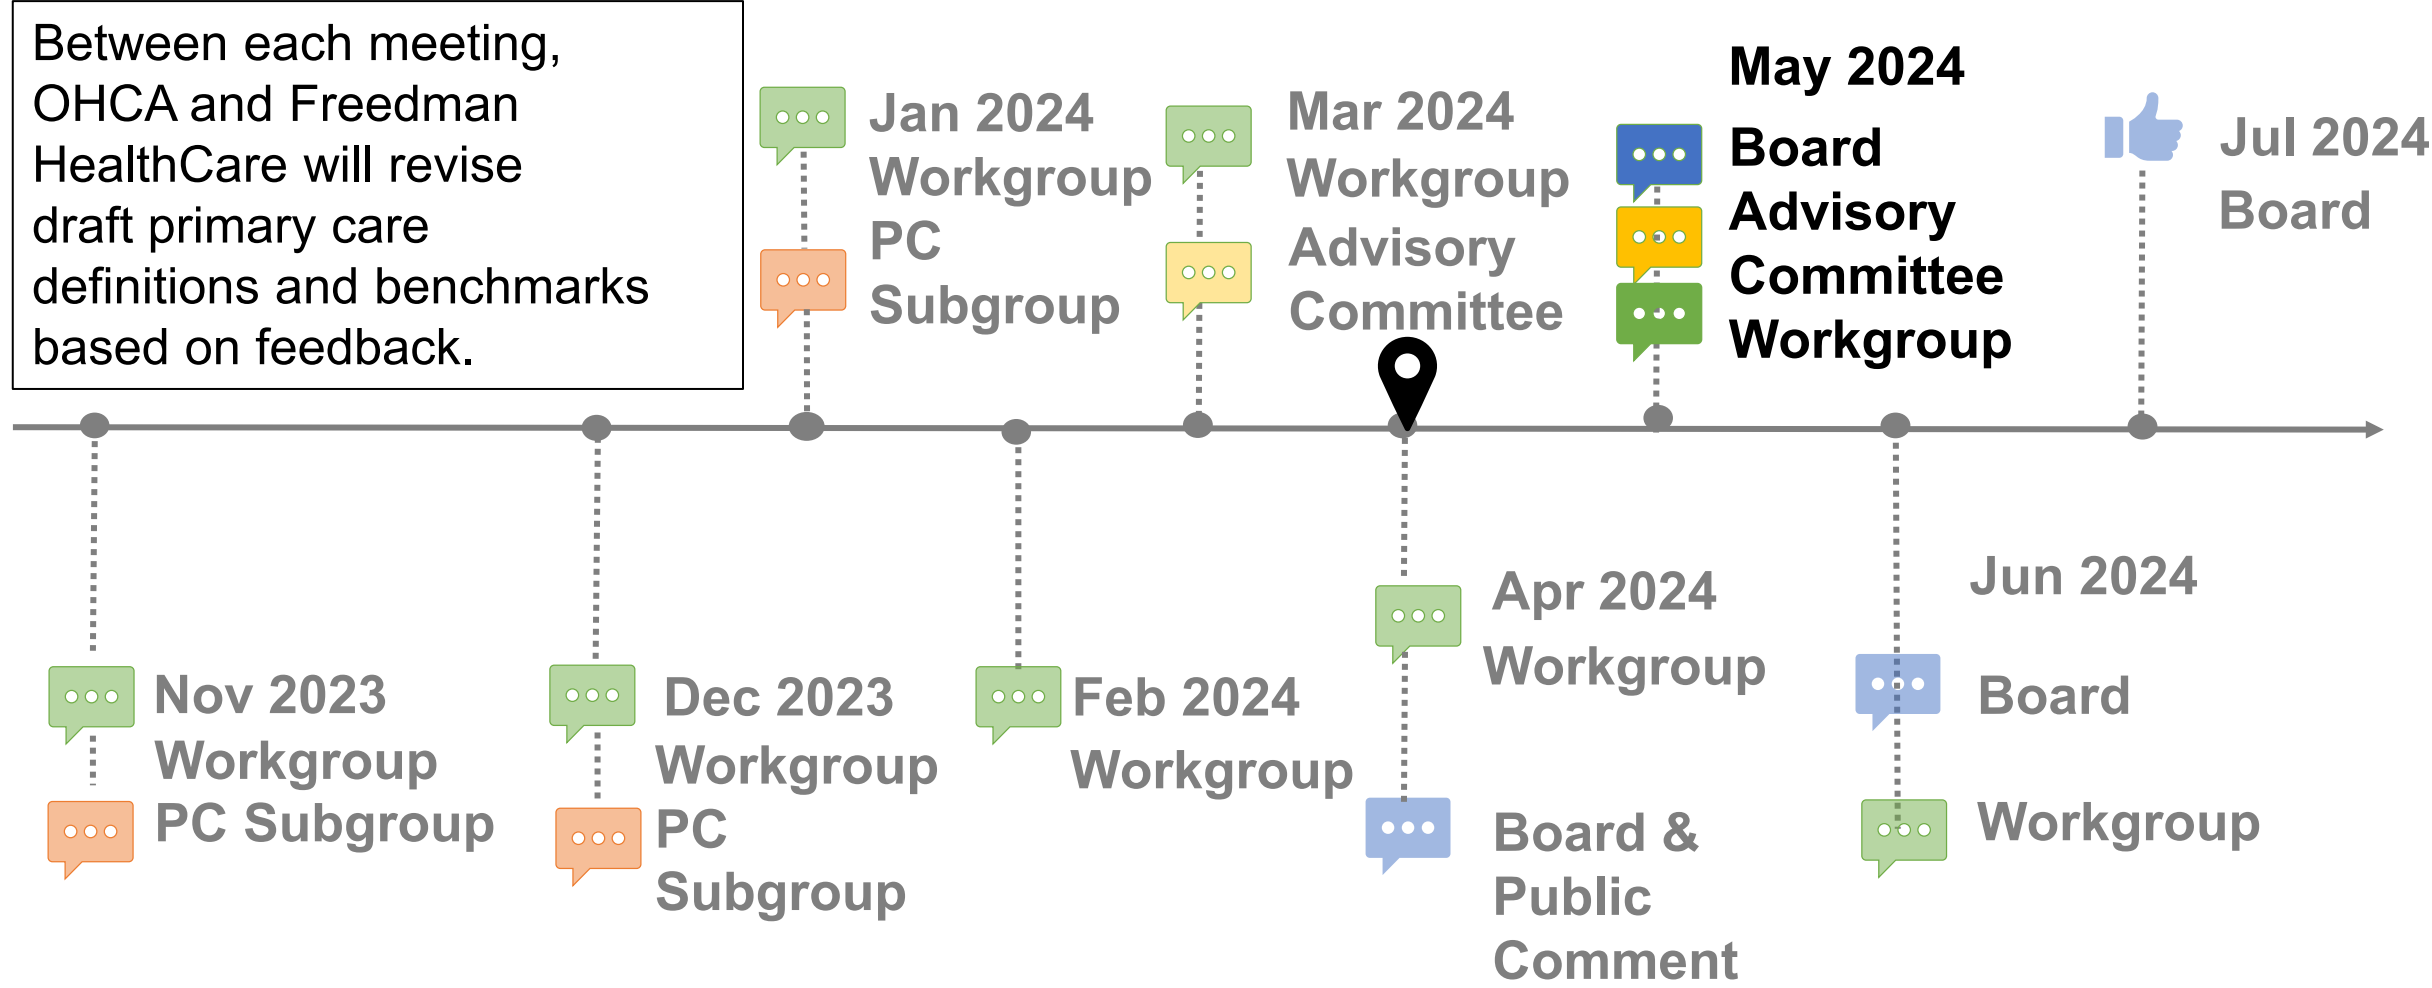 Between each meeting,
OHCA and Freedman
HealthCare will revise
draft primary care
definitions and benchmarks
based on feedback.
Jan 2024
Workgroup
PC
Subgroup
Mar 2024
Workgroup
Advisory
Committee
May 2024
Board
Advisory
Committee
Workgroup
Jul 2024
Board
Nov 2023
Workgroup
PC Subgroup
Dec 2023
Workgroup
PC
Subgroup
Feb 2024
Workgroup
Apr 2024
Workgroup
Board &
Public
Comment
Jun 2024
Board
Workgroup